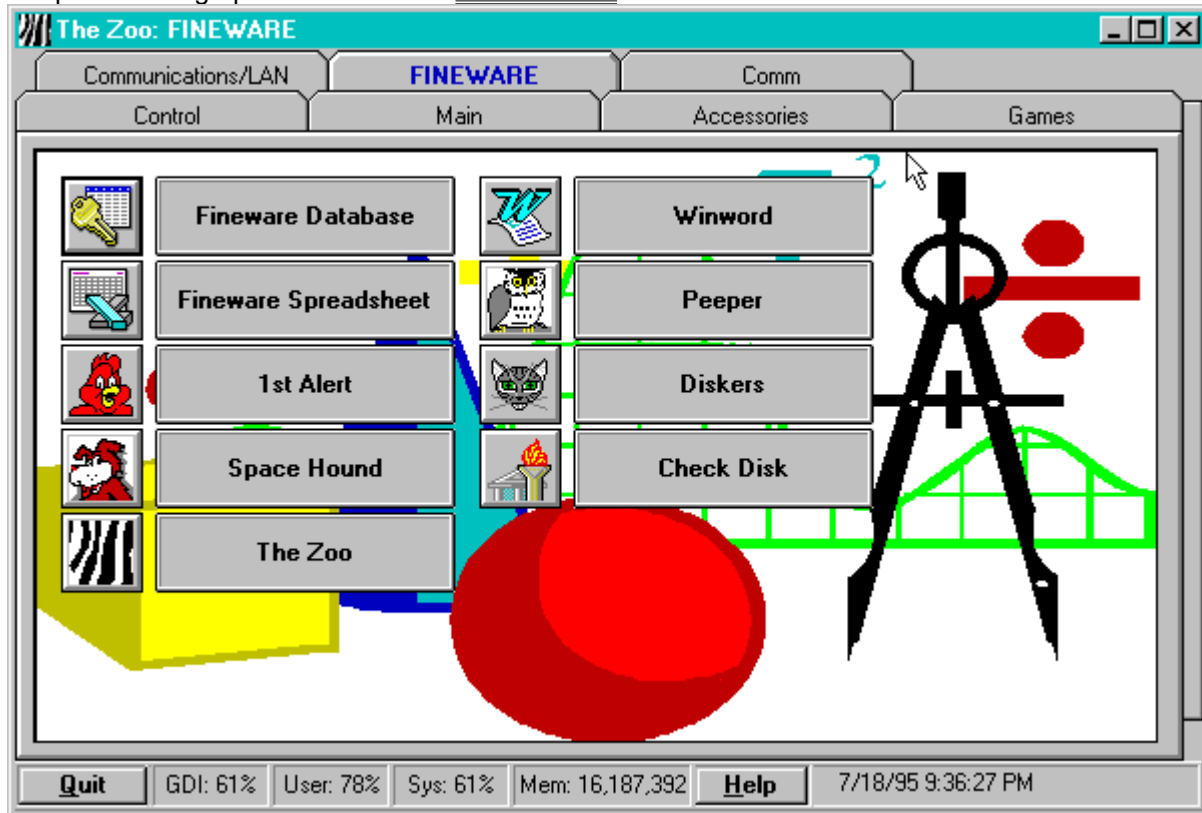 The Zoo: FINEWARE
Communications/LAN FINEWARE Comm
Control Main Accessories Games
2
Fineware Database Winword
Fineware Spreadsheet Peeper
1st Alert Diskers
Space Hound Check Disk
The Zoo
Quit GDI: 61% User: 78% Sys: 61% Mem: 16,187,392 Help 7/18/95 9:36:27 PM